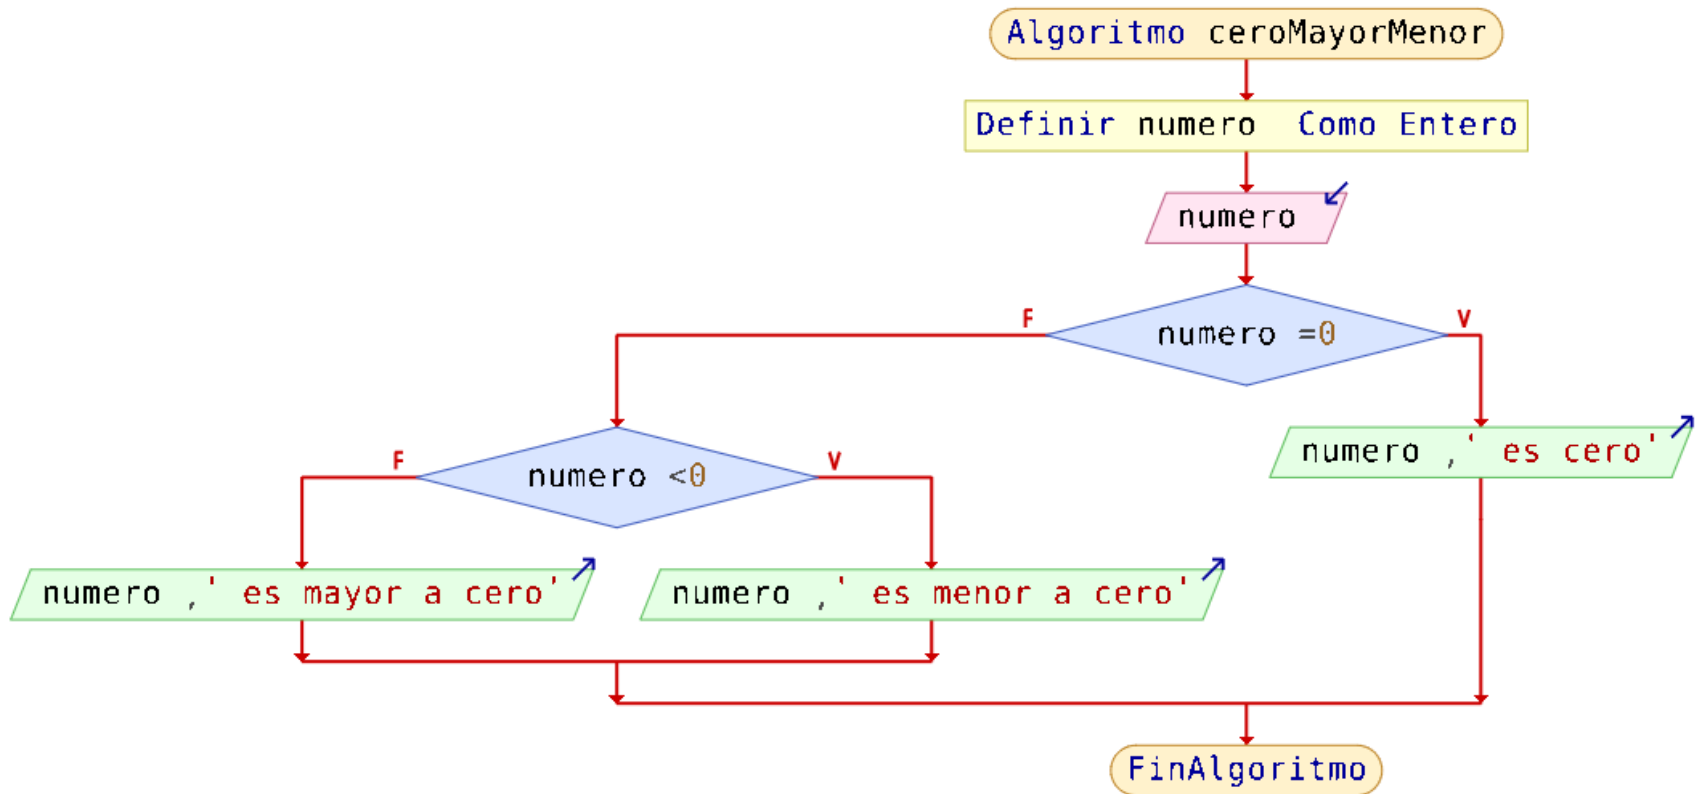 Algoritmo ceroMayorMenor
Definir numero Como Entero
numero
numero =0
F
V
numero ,' es cero'
numero <0
F
V
numero ,' es mayor a cero'
numero ,' es menor a cero'
FinAlgoritmo